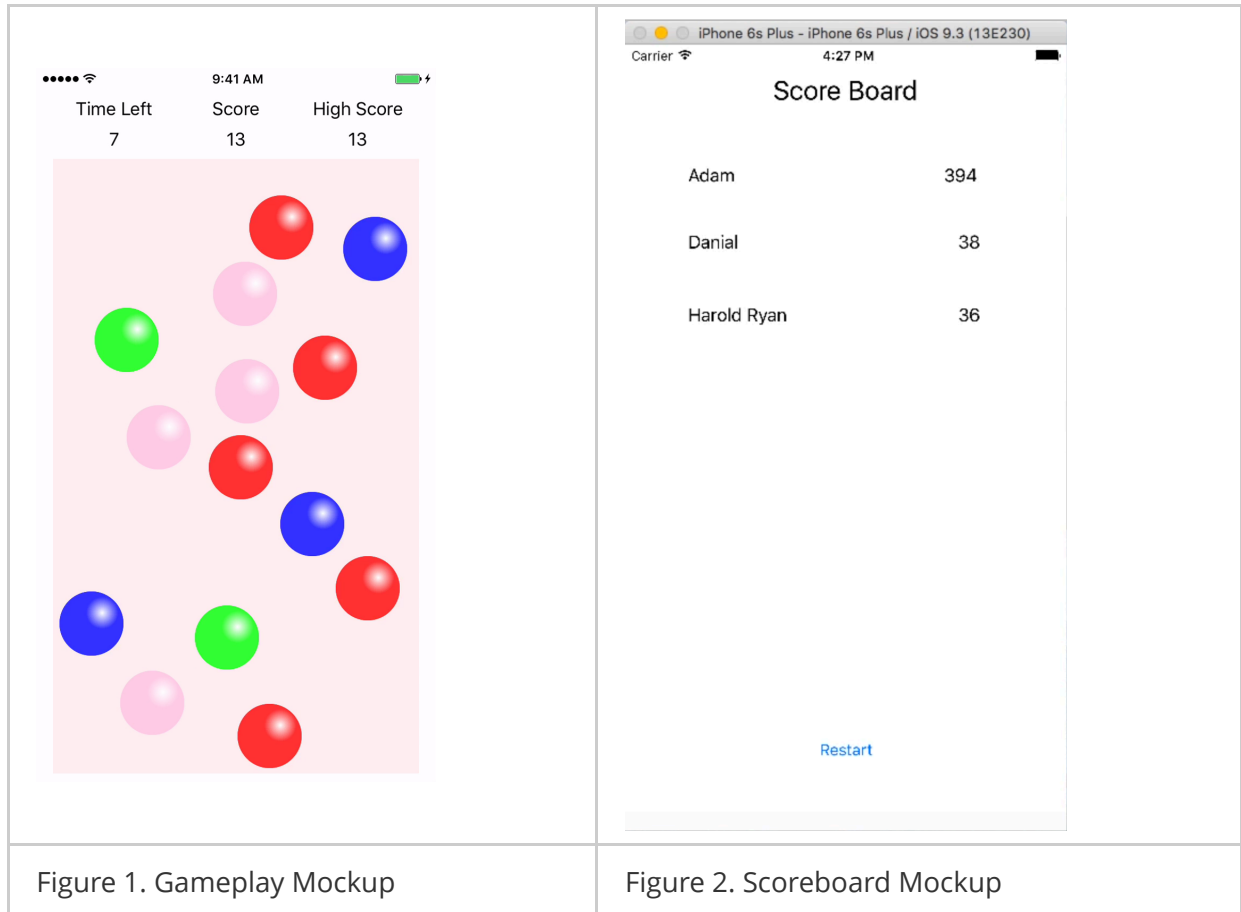 9:41 AM
Time Left Score High Score
7 13 13
iPhone 6s Plus - iPhone 6s Plus / iOS 9.3 (13E230)
Carrier 4:27 PM
Score Board
Adam 394
Danial 38
Harold Ryan 36
Restart
Figure 1. Gameplay Mockup
Figure 2. Scoreboard Mockup